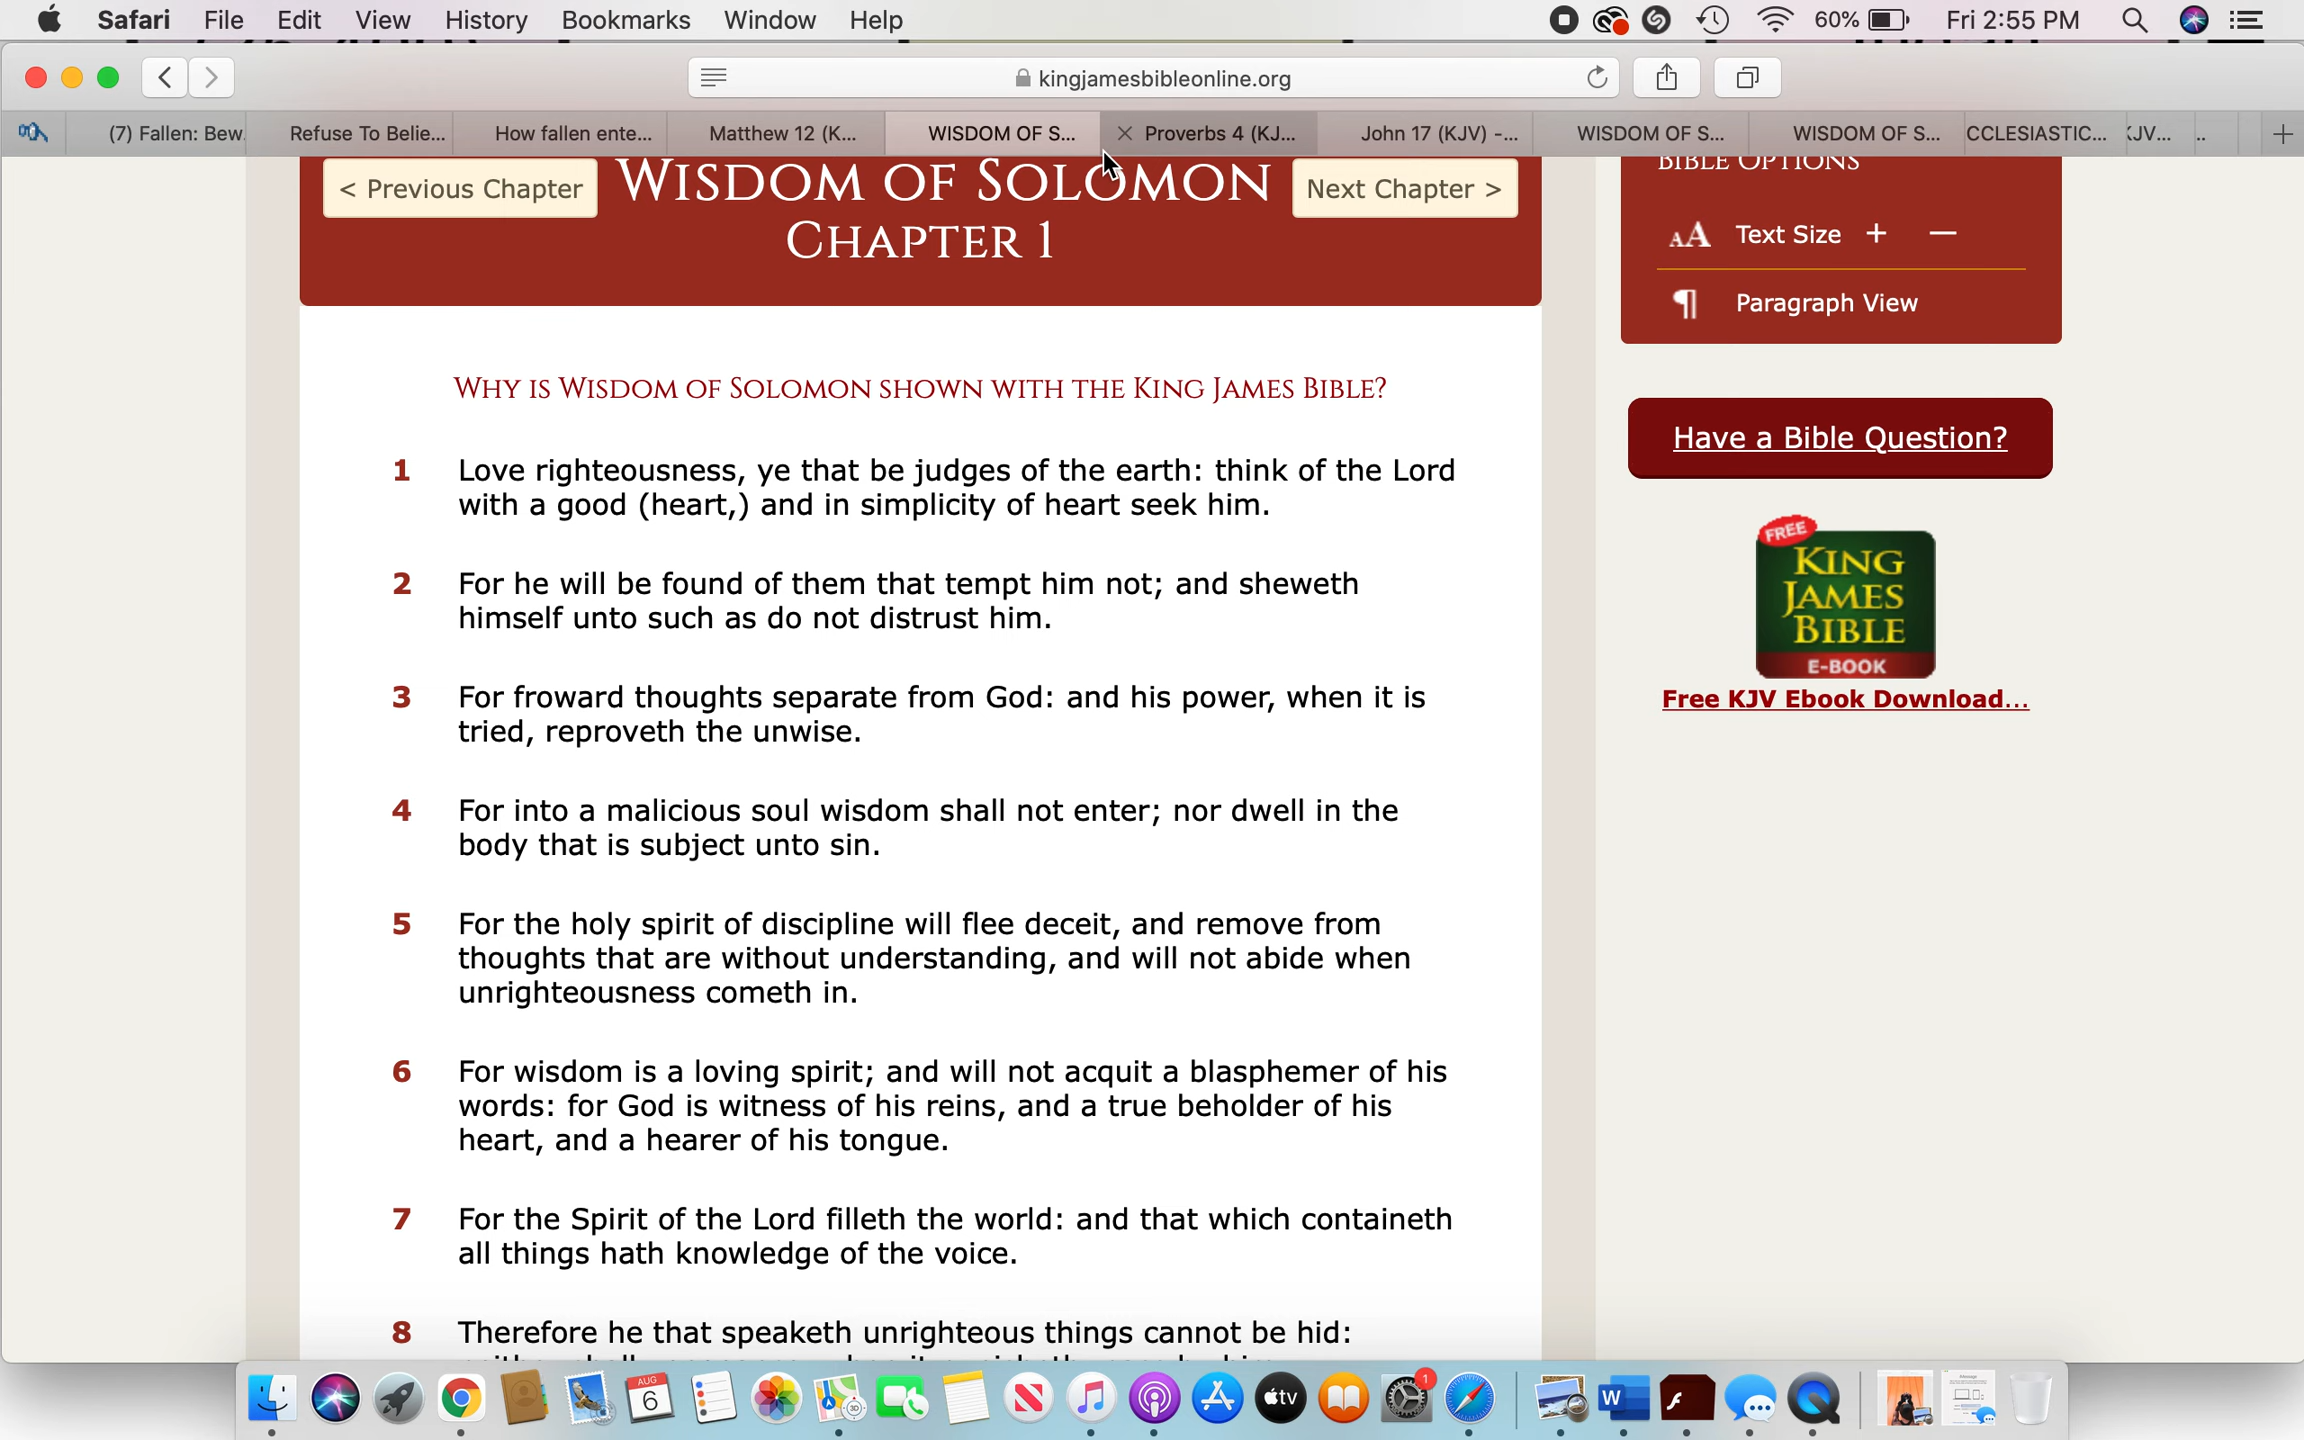 Safari File Edit View History Bookmarks Window Help 60% Fri 2:55 PM
kingjamesbibleonline.org
(7) Fallen: Bew Refuse To Belie... How fallen ente... Matthew 12 (K... WISDOM OF S... Proverbs 4 (KJ... John 17 (KJV) -... WISDOM OF S... WISDOM OF S... CCLESIASTIC... KJV... ..
< Previous Chapter
WISDOM OF SOLOMON
CHAPTER 1
Next Chapter >
BIBLE OPTIONS
AA Text Size + —
¶ Paragraph View
WHY IS WISDOM OF SOLOMON SHOWN WITH THE KING JAMES BIBLE?
1 Love righteousness, ye that be judges of the earth: think of the Lord
with a good (heart,) and in simplicity of heart seek him.
2 For he will be found of them that tempt him not; and sheweth
himself unto such as do not distrust him.
3 For froward thoughts separate from God: and his power, when it is
tried, reproveth the unwise.
4 For into a malicious soul wisdom shall not enter; nor dwell in the
body that is subject unto sin.
5 For the holy spirit of discipline will flee deceit, and remove from
thoughts that are without understanding, and will not abide when
unrighteousness cometh in.
6 For wisdom is a loving spirit; and will not acquit a blasphemer of his
words: for God is witness of his reins, and a true beholder of his
heart, and a hearer of his tongue.
7 For the Spirit of the Lord filleth the world: and that which containeth
all things hath knowledge of the voice.
8 Therefore he that speaketh unrighteous things cannot be hid:
Have a Bible Question?
FREE
KING
JAMES
BIBLE
E-BOOK
Free KJV Ebook Download...
AUG
6
3D
tv
1
W